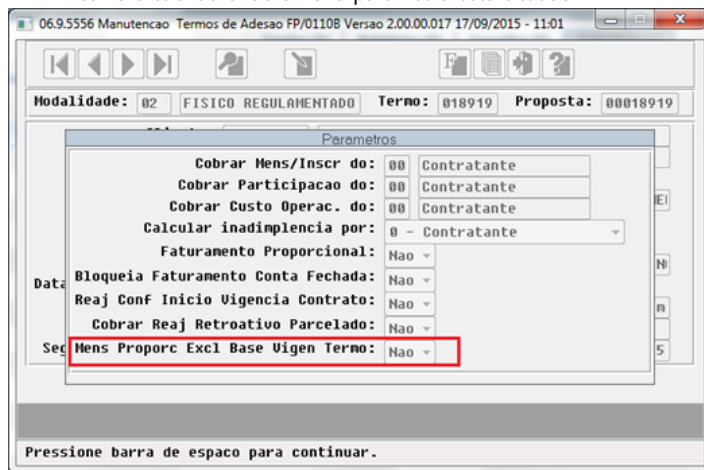 06.9.5556 Manutencao Termos de Adesao FP/0110B Versao 2.00.00.017 17/09/2015 - 11:01
Modalidade: 02 FISICO REGULAMENTADO Termo: 018919 Proposta: 00018919
Parametros
Cobrar Mens/Inscr do: 00 Contratante
Cobrar Participacao do: 00 Contratante
Cobrar Custo Operac. do: 00 Contratante
Calcular inadimplencia por: 0 - Contratante
Faturamento Proporcional: Nao
Data
Bloqueia Faturamento Conta Fechada: Nao
Reaj Conf Inicio Vigencia Contrato: Nao
Cobrar Reaj Retroativo Parcelado: Nao
Seg
Mens Proporc Excl Base Vigen Termo: Nao
5
Pressione barra de espaco para continuar.